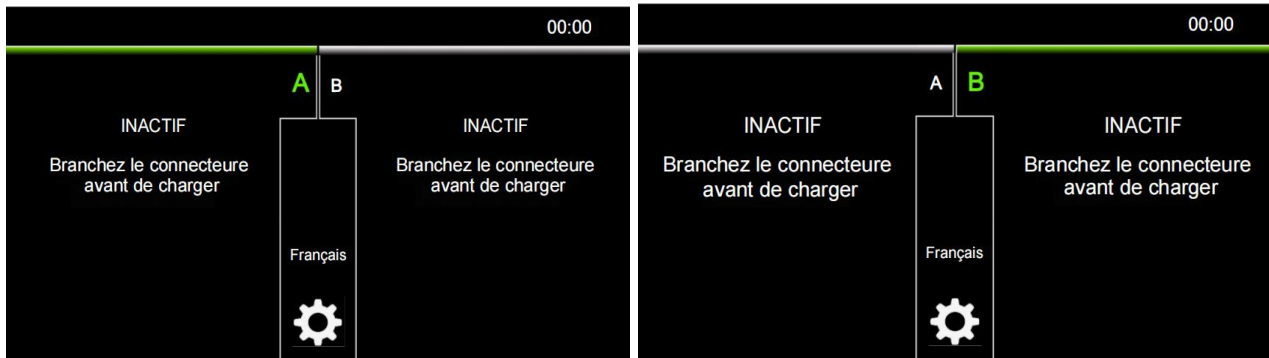 00:00
A B
INACTIF
Branchez le connecteure
avant de charger
INACTIF
Branchez le connecteure
avant de charger
Français
00:00
A B
INACTIF
Branchez le connecteure
avant de charger
INACTIF
Branchez le connecteure
avant de charger
Français